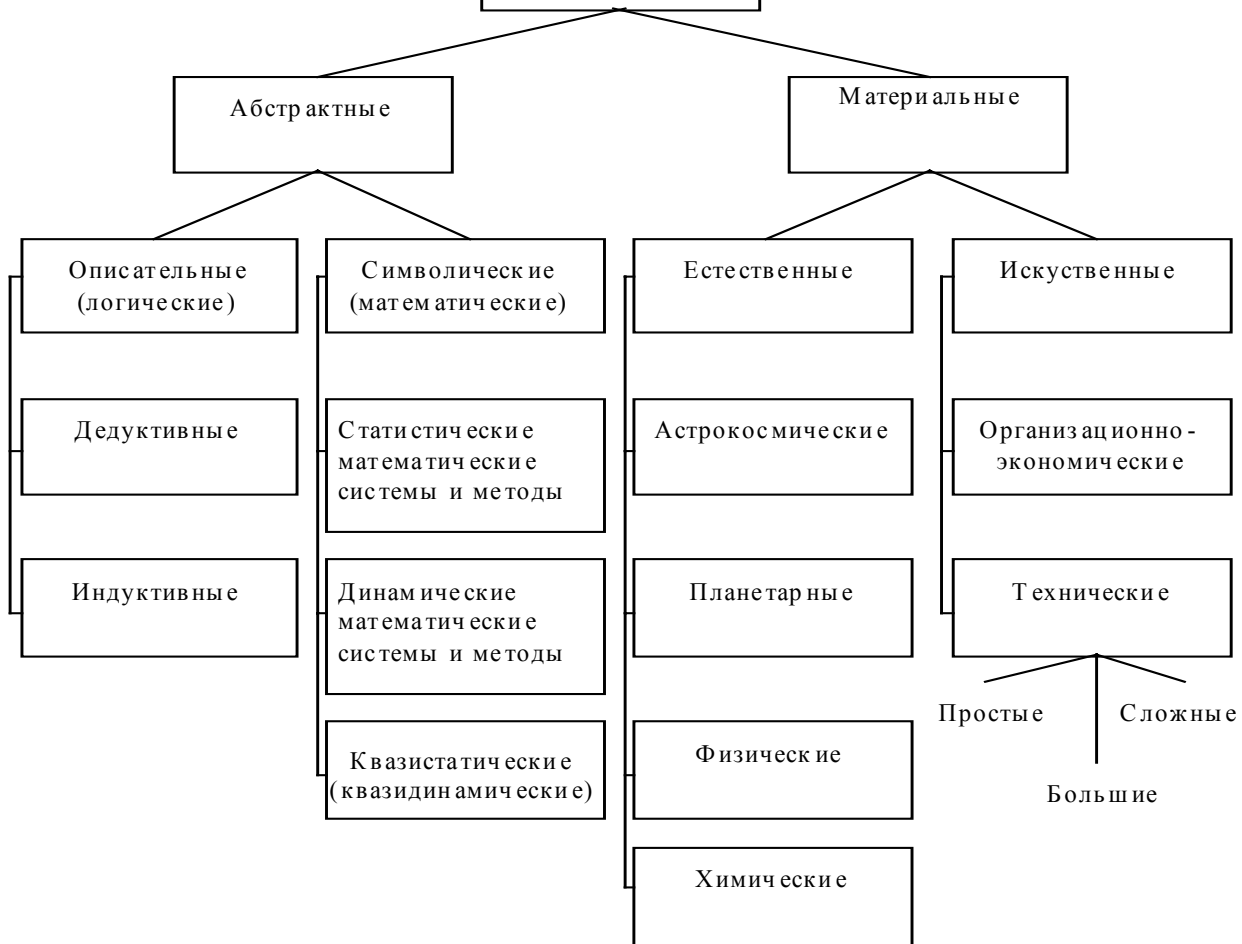 Абстрактные
Материальные
Описательные
(логические)
Символические
(математические)
Естественные
Искуственные
Дедуктивные
Статистические
математические
системы и методы
Астрокосмические
Организационно-
экономические
Индуктивные
Динамические
математические
системы и методы
Планетарные
Технические
Простые
Сложные
Большие
Квазистатические
(квазидинамические)
Физические
Химические